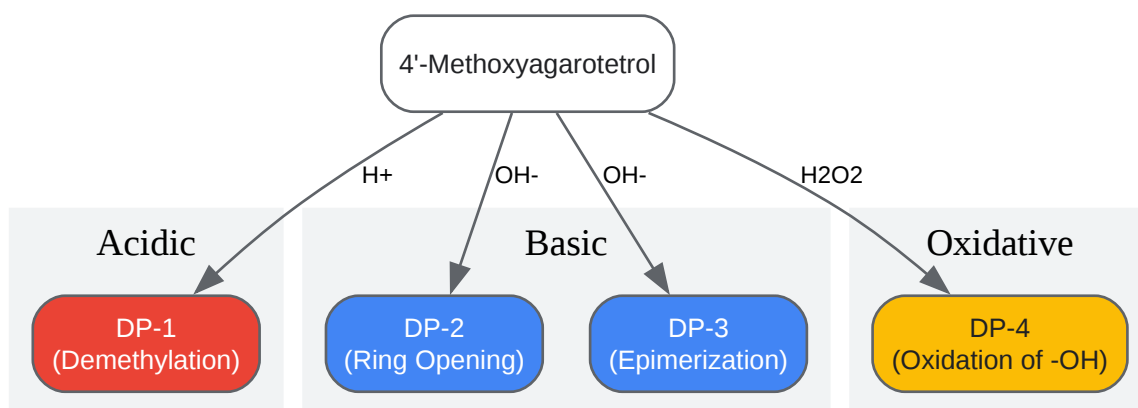 4'-Methoxyagarotetrol
H+
OH-
OH-
H2O2
Acidic
Basic
Oxidative
DP-1
(Demethylation)
DP-2
(Ring Opening)
DP-3
(Epimerization)
DP-4
(Oxidation of -OH)